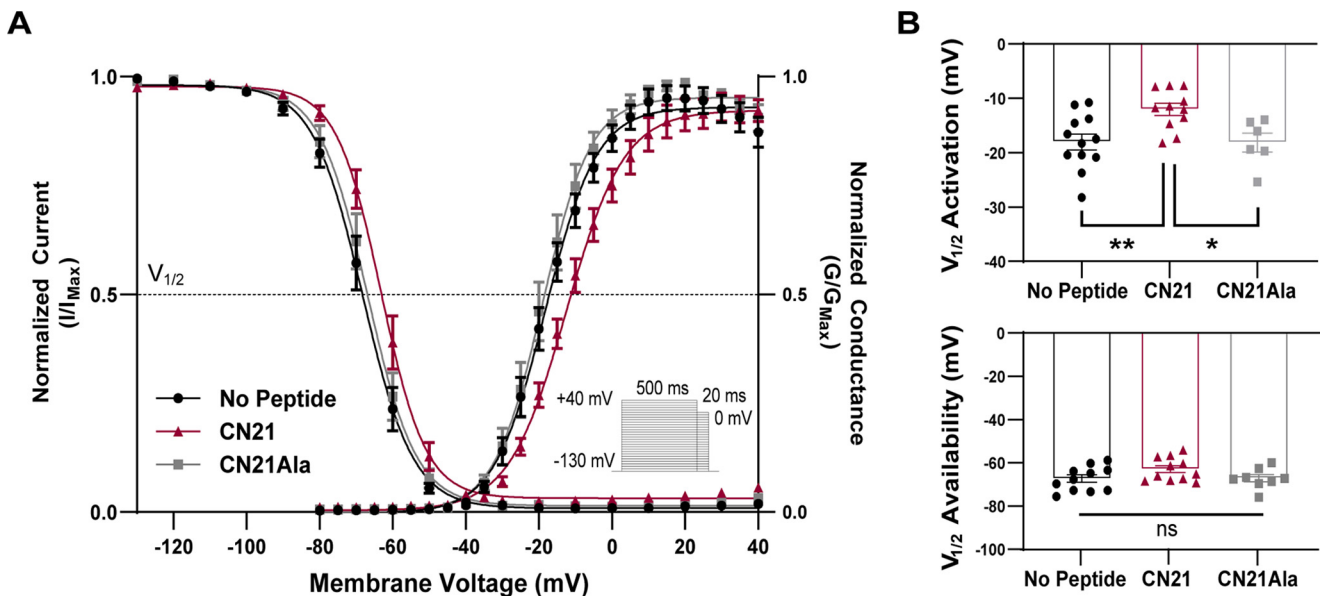 A
B
Normalized Current
(I/I_Max)
1.0
0.5
0.0
V_1/2
No Peptide
CN21
CN21Ala
500 ms
20 ms
+40 mV
0 mV
-130 mV
-120
-100
-80
-60
-40
-20
0
20
40
Membrane Voltage (mV)
1.0
0.5
0.0
Normalized Conductance
(G/G_Max)
V_1/2 Activation (mV)
0
-10
-20
-30
-40
**
*
No Peptide
CN21
CN21Ala
V_1/2 Availability (mV)
0
-20
-40
-60
-80
-100
ns
No Peptide
CN21
CN21Ala